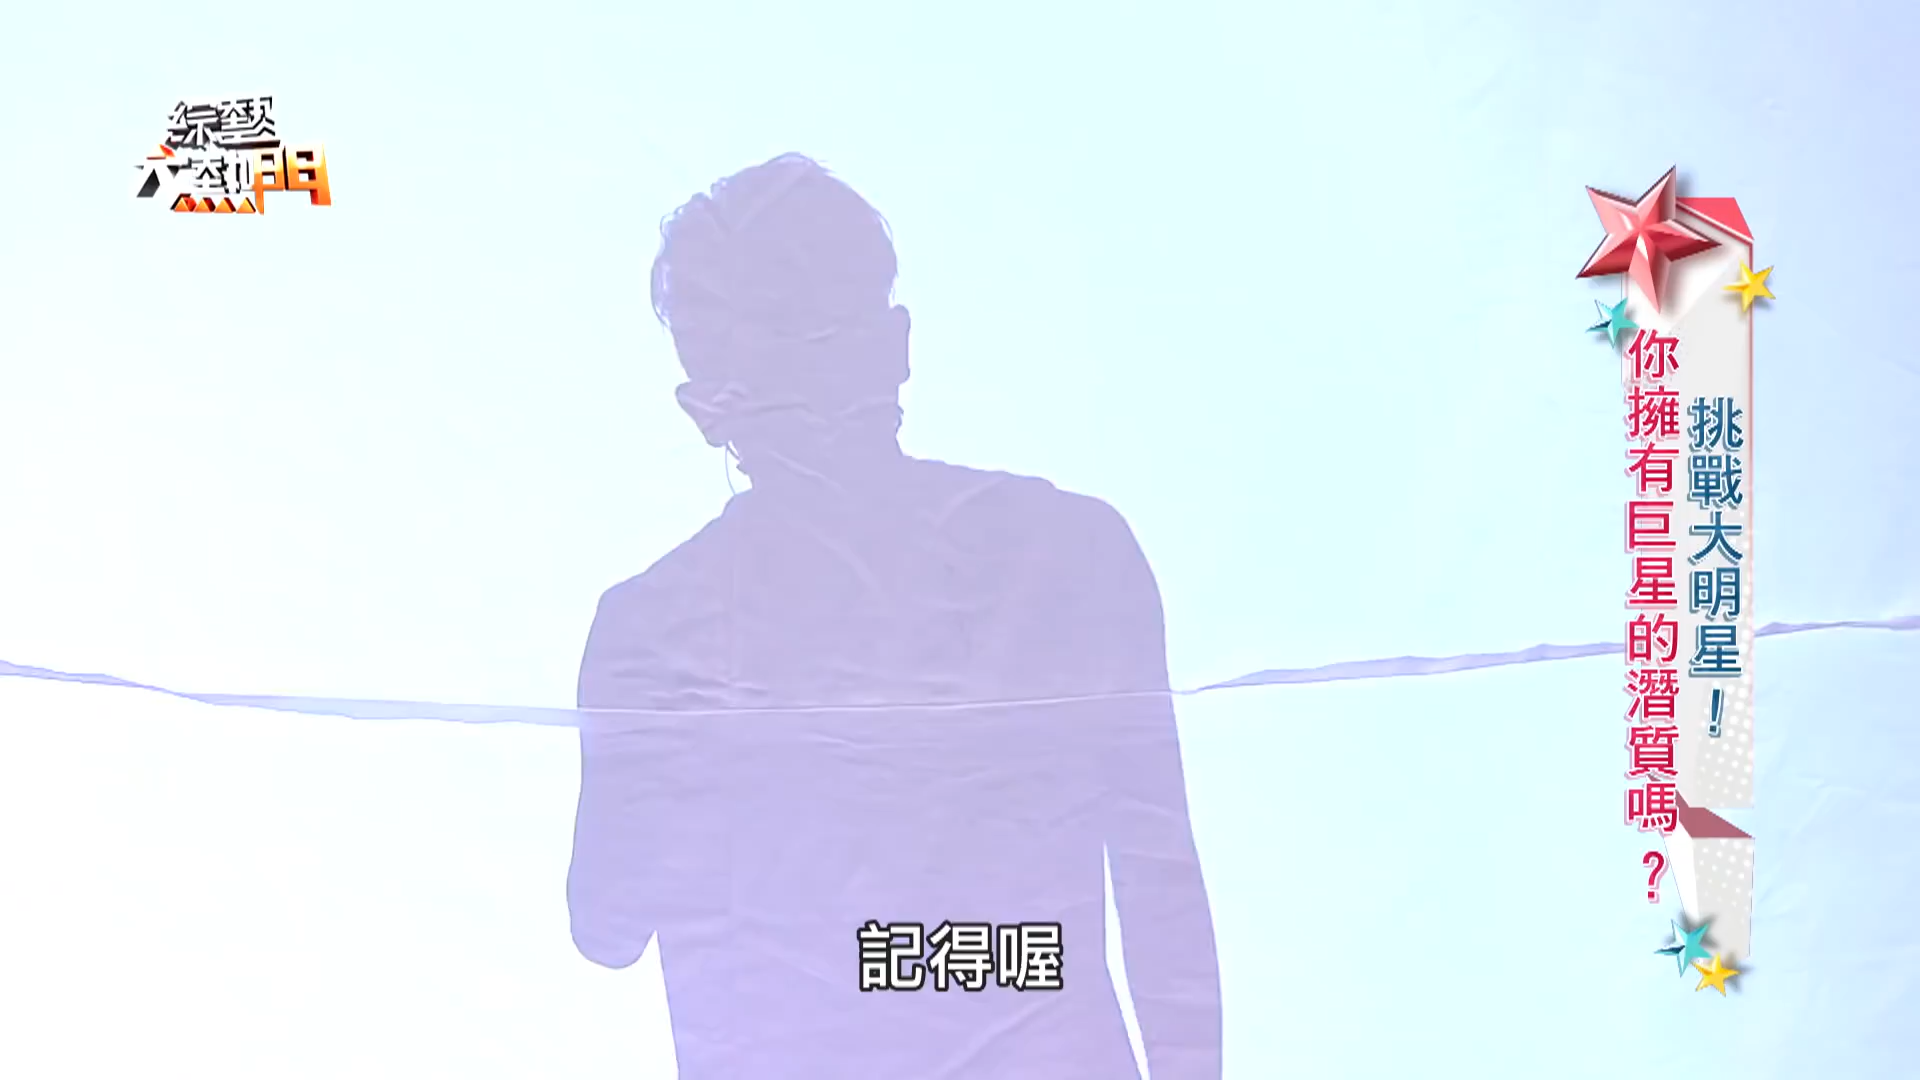 綜藝
大熱門
挑戰大明星！
你擁有巨星的潛質嗎？
記得喔